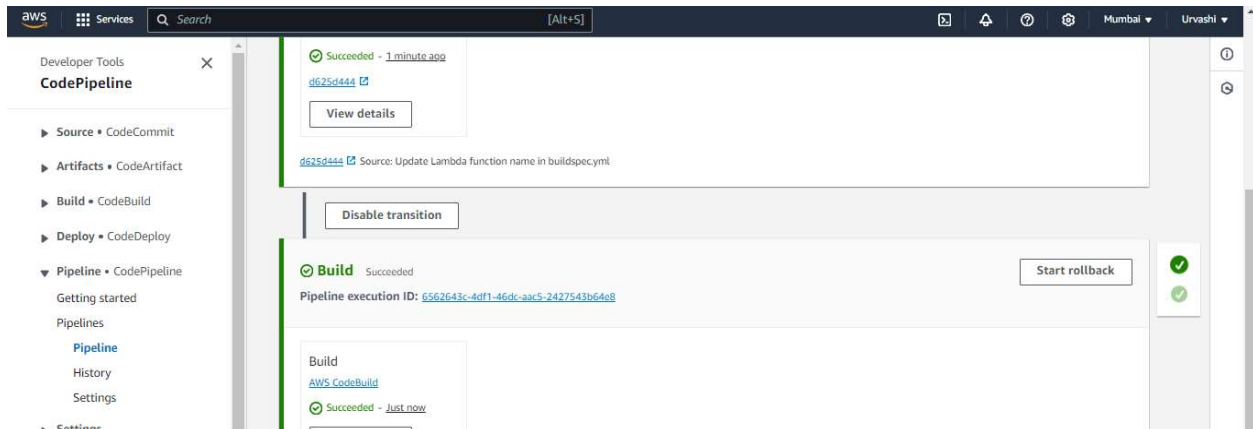 aws Services Search [Alt+S] Mumbai Urvashi
Developer Tools
CodePipeline
Source • CodeCommit
Artifacts • CodeArtifact
Build • CodeBuild
Deploy • CodeDeploy
Pipeline • CodePipeline
Getting started
Pipelines
Pipeline
History
Settings
Settings
Succeeded - 1 minute ago
d625d444
View details
d625d444 Source: Update Lambda function name in buildspec.yml
Disable transition
Build Succeeded
Start rollback
Pipeline execution ID: 6562643c-4df1-46dc-aac5-2427543b64e8
Build
AWS CodeBuild
Succeeded - Just now